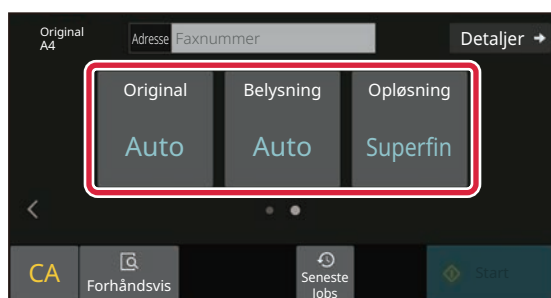 Original
A4
Adresse Faxnummer
Detaljer
Original
Belysning
Opløsning
Auto
Auto
Superfin
CA
Forhåndsvis
Seneste
Jobs
Start